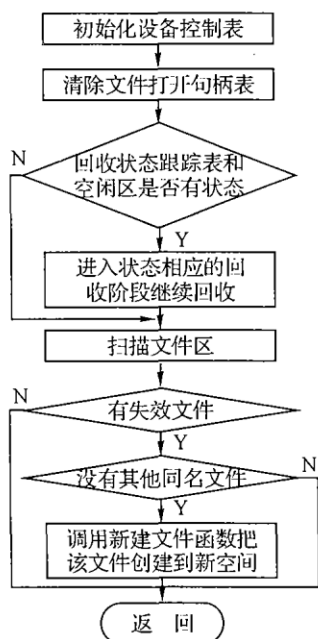 初始化设备控制表
清除文件打开句柄表
N
回收状态跟踪表和
空闲区是否有状态
Y
进入状态相应的回
收阶段继续回收
扫描文件区
N
有失效文件
Y
N
没有其他同名文件
Y
调用新建文件函数把
该文件创建到新空间
返 回